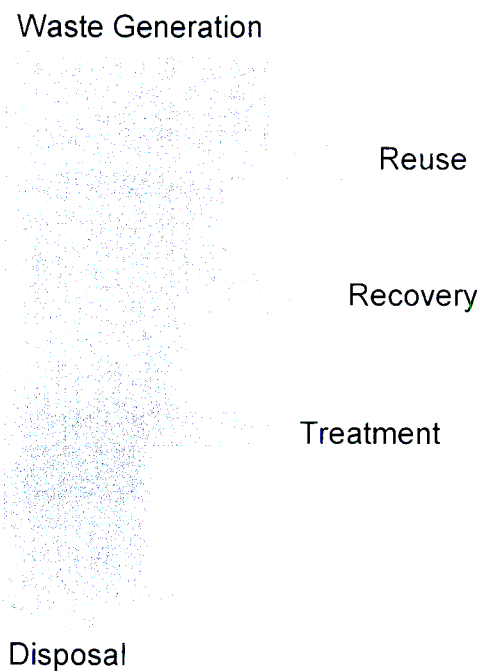 Waste Generation
Reuse
Recovery
Treatment
Disposal